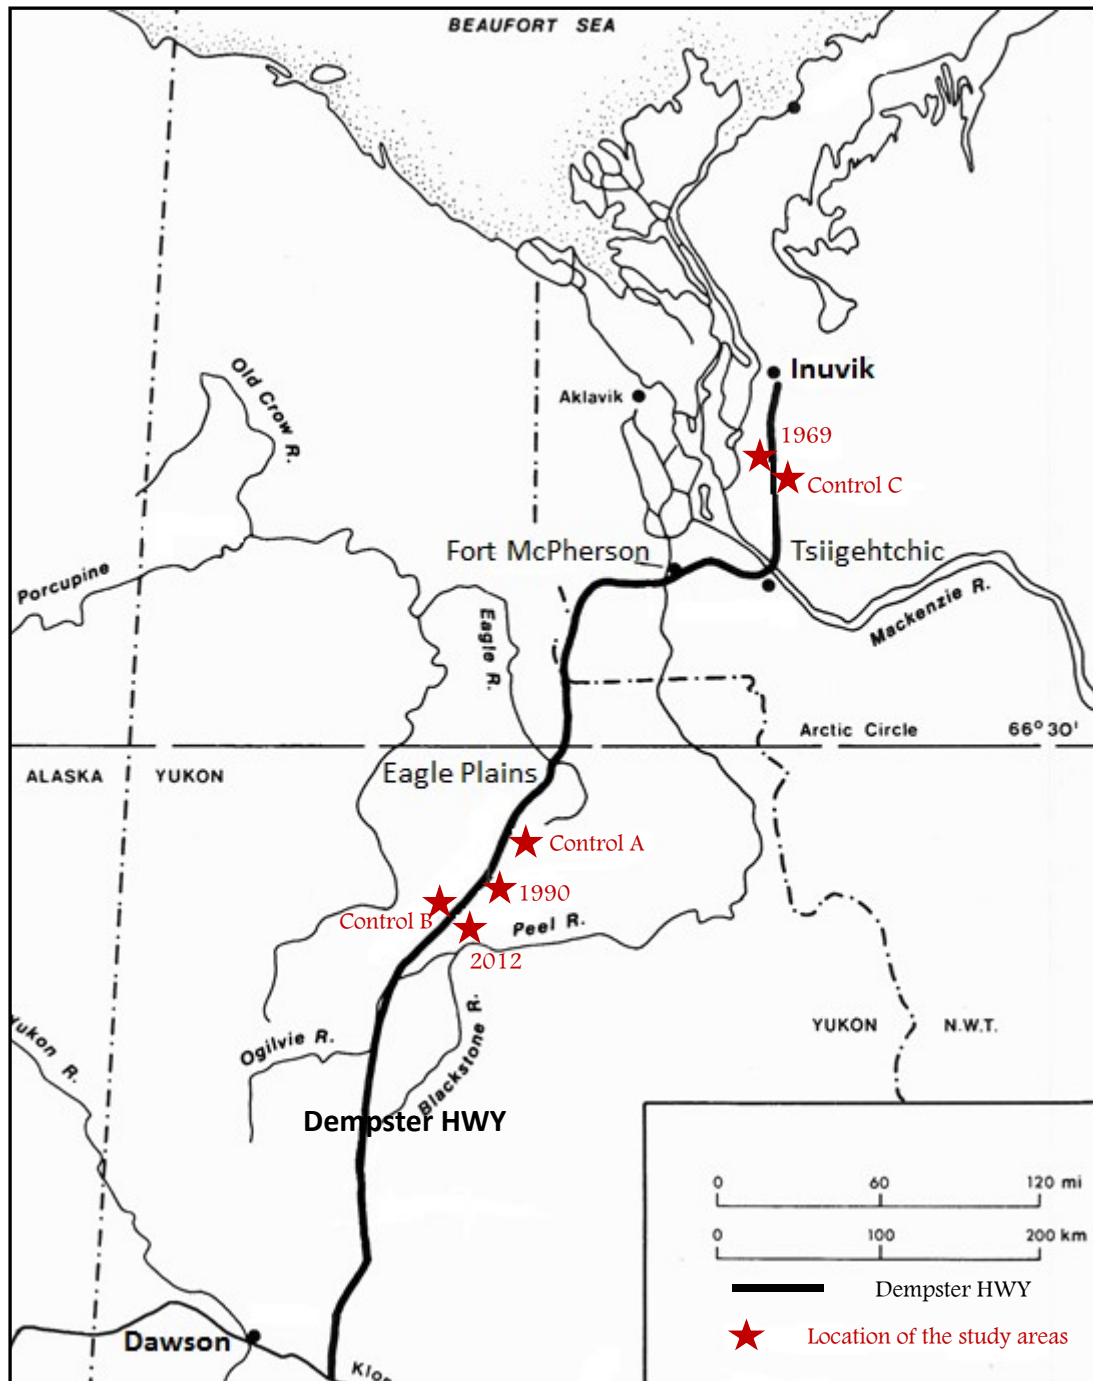 BEAUFORT SEA
Old Crow R.
Inuvik
Aklavik
1969
Control C
Fort McPherson
Tsiigehtchic
Porcupine
Eagle R.
Mackenzie R.
Arctic Circle 66° 30'
ALASKA YUKON
Eagle Plains
Control A
1990
Control B
Peel R.
2012
Yukon R.
Ogilvie R.
Blackstone R.
YUKON N.W.T.
Dempster HWY
0 60 120 mi
0 100 200 km
Dempster HWY
Location of the study areas
Dawson